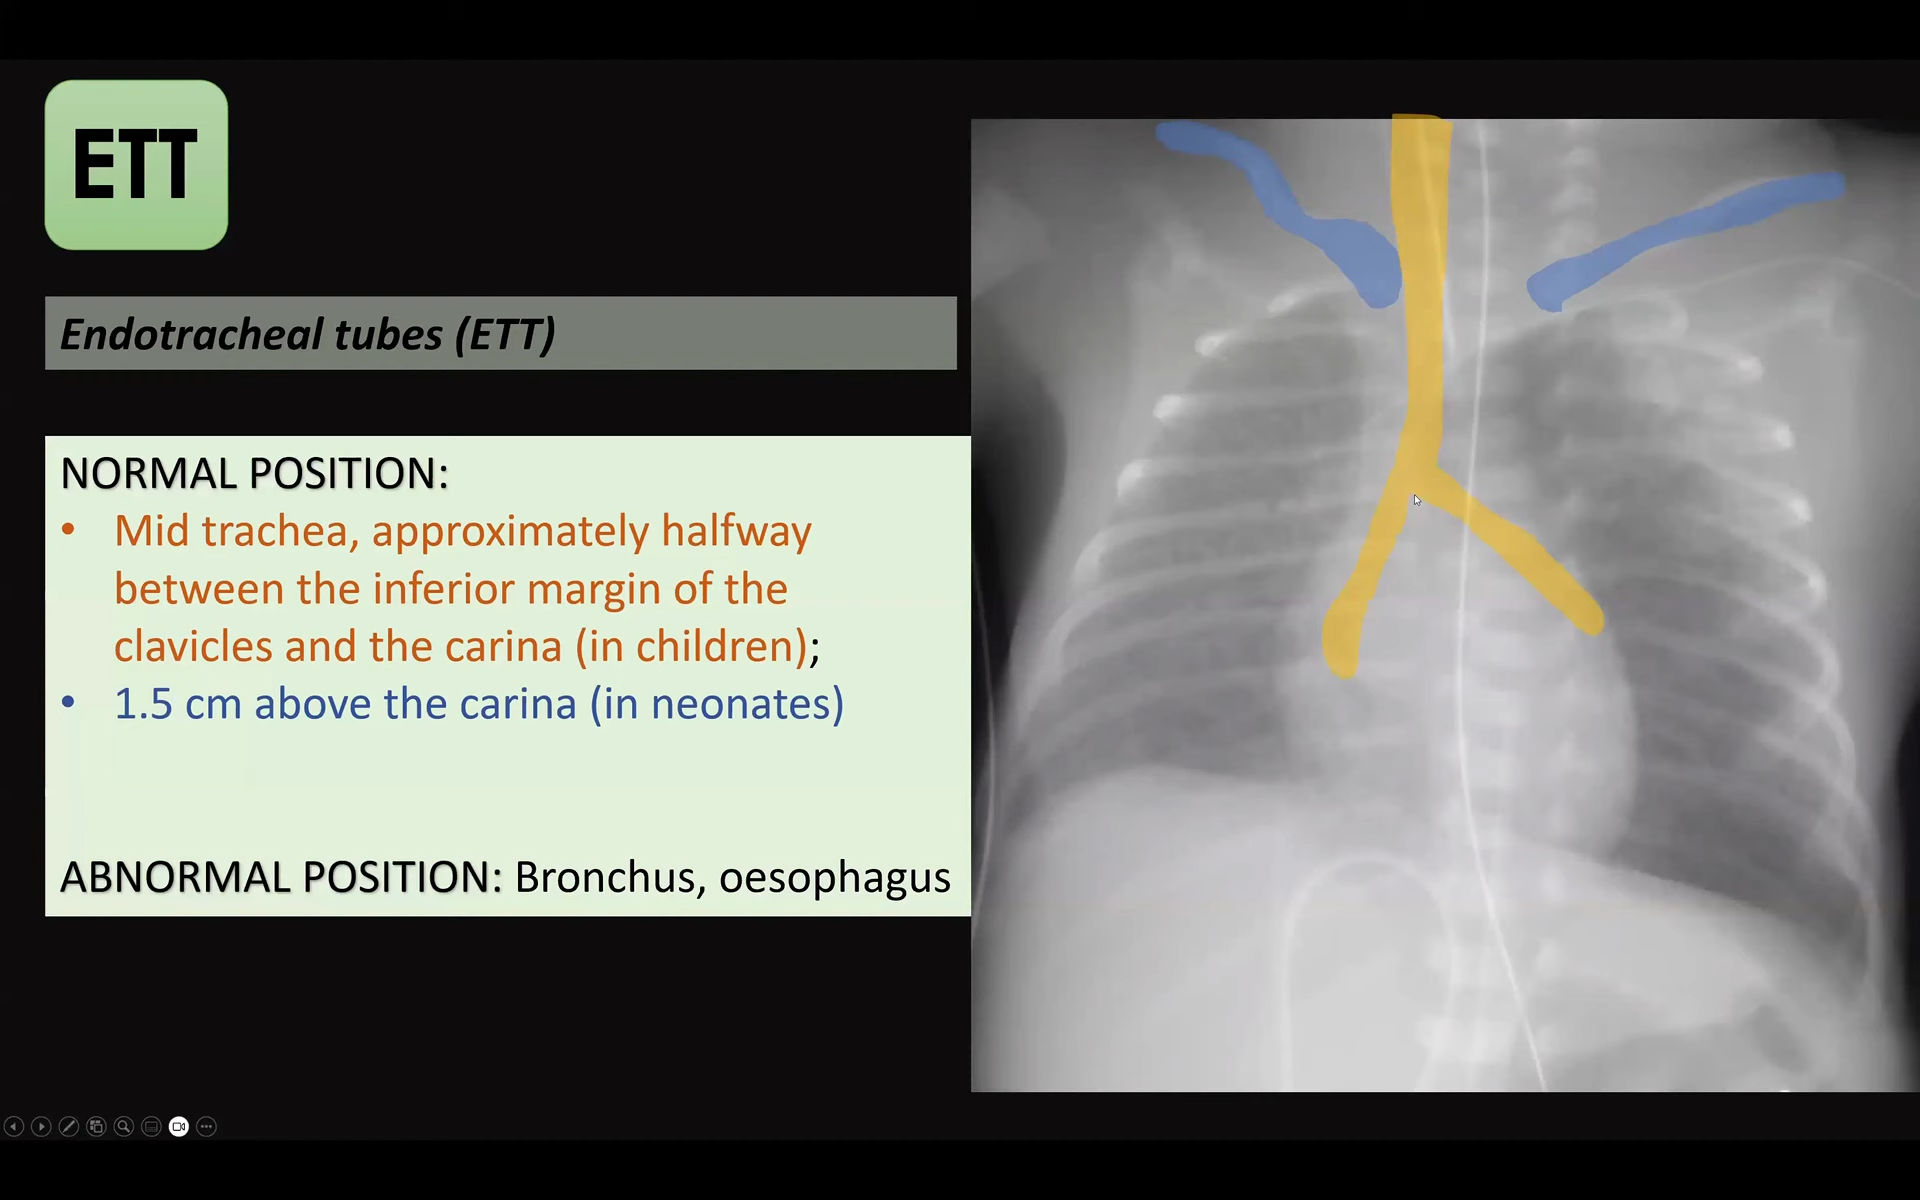 ETT
Endotracheal tubes (ETT)
NORMAL POSITION:
• Mid trachea, approximately halfway
between the inferior margin of the
clavicles and the carina (in children);
• 1.5 cm above the carina (in neonates)
ABNORMAL POSITION: Bronchus, oesophagus